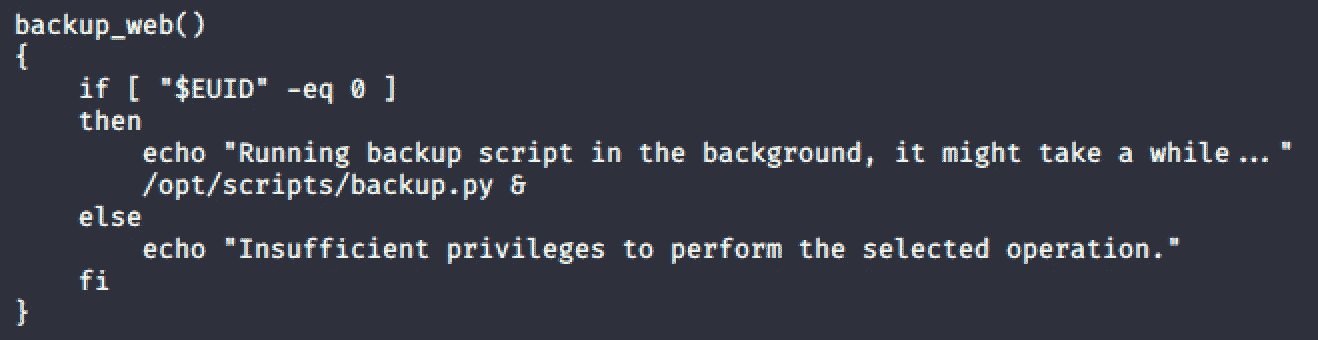 backup_web()
{
    if [ "$EUID" -eq 0 ]
    then
        echo "Running backup script in the background, it might take a while..."
        /opt/scripts/backup.py &
    else
        echo "Insufficient privileges to perform the selected operation."
    fi
}